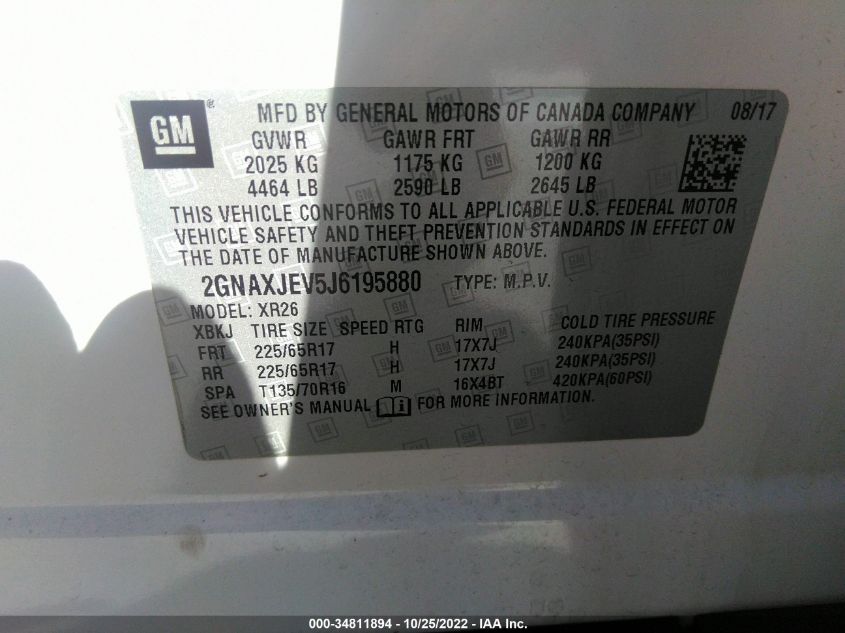 GM ® MFD BY GENERAL MOTORS OF CANADA COMPANY 08/17
GVWR GAWR FRT GAWR RR
2025 KG 1175 KG 1200 KG
4464 LB 2590 LB 2645 LB
THIS VEHICLE CONFORMS TO ALL APPLICABLE U.S. FEDERAL MOTOR
VEHICLE SAFETY AND THEFT PREVENTION STANDARDS IN EFFECT ON
THE DATE OF MANUFACTURE SHOWN ABOVE.
2GNAXJEV5J6195880 TYPE: M.P.V.
MODEL: XR26
XBKJ TIRE SIZE SPEED RTG RIM COLD TIRE PRESSURE
FRT 225/65R17 H 17X7J 240KPA(35PSI)
RR 225/65R17 H 17X7J 240KPA(35PSI)
SPA T135/70R16 M 16X4BT 420KPA(60PSI)
SEE OWNER'S MANUAL FOR MORE INFORMATION.
000-34811894 - 10/25/2022 - IAA Inc.